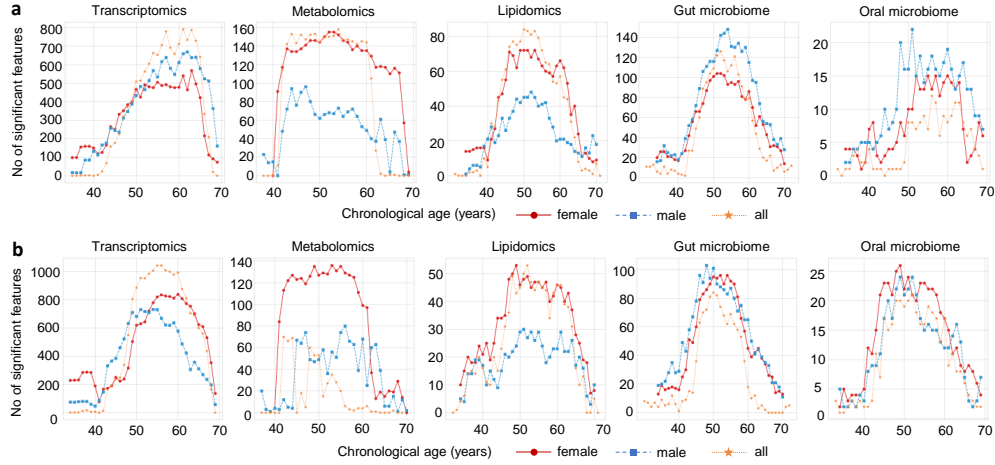 a
Transcriptomics
Metabolomics
Lipidomics
Gut microbiome
Oral microbiome
No of significant features
800
700
600
500
400
300
200
100
0
160
140
120
100
80
60
40
20
0
80
60
40
20
0
140
120
100
80
60
40
20
0
20
15
10
5
0
40 50 60 70
40 50 60 70
40 50 60 70
40 50 60 70
40 50 60 70
Chronological age (years)
female
male
all
b
Transcriptomics
Metabolomics
Lipidomics
Gut microbiome
Oral microbiome
No of significant features
1000
800
600
400
200
0
140
120
100
80
60
40
20
0
50
40
30
20
10
0
100
80
60
40
20
0
25
20
15
10
5
0
40 50 60 70
40 50 60 70
40 50 60 70
40 50 60 70
40 50 60 70
Chronological age (years)
female
male
all